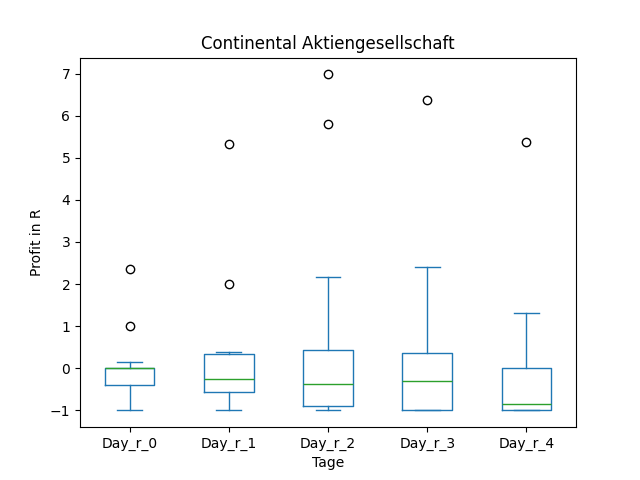 Continental Aktiengesellschaft
Profit in R
7
6
5
4
3
2
1
0
−1
Day_r_0 Day_r_1 Day_r_2 Day_r_3 Day_r_4
Tage